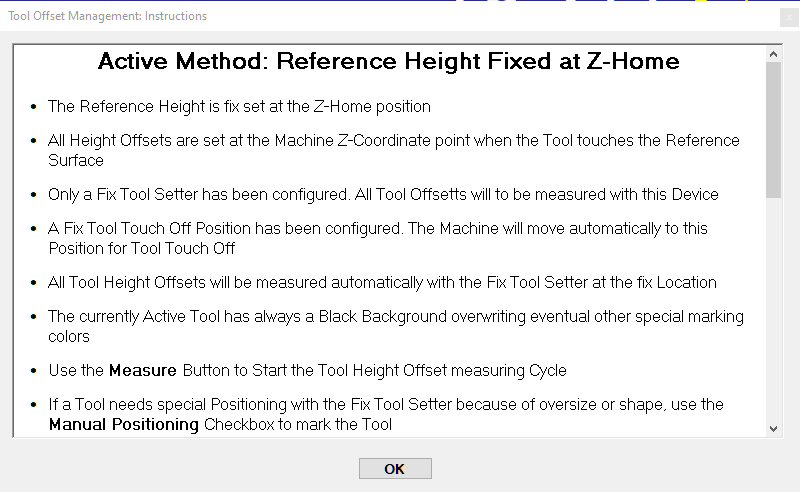 Tool Offset Management: Instructions
x
Active Method: Reference Height Fixed at Z-Home
• The Reference Height is fix set at the Z-Home position
• All Height Offsets are set at the Machine Z-Coordinate point when the Tool touches the Reference
Surface
• Only a Fix Tool Setter has been configured. All Tool Offsetts will to be measured with this Device
• A Fix Tool Touch Off Position has been configured. The Machine will move automatically to this
Position for Tool Touch Off
• All Tool Height Offsets will be measured automatically with the Fix Tool Setter at the fix Location
• The currently Active Tool has always a Black Background overwriting eventual other special marking
colors
• Use the Measure Button to Start the Tool Height Offset measuring Cycle
• If a Tool needs special Positioning with the Fix Tool Setter because of oversize or shape, use the
Manual Positioning Checkbox to mark the Tool
OK